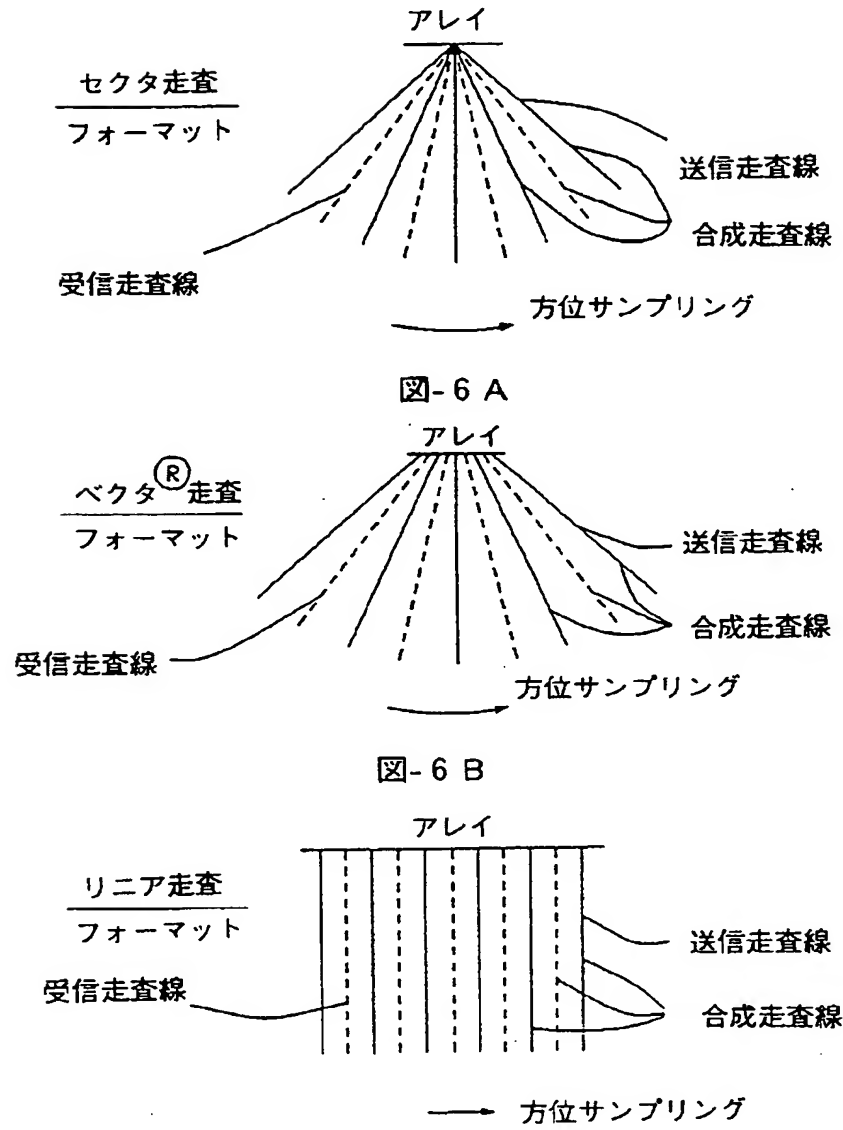 アレイ
セクタ走査
フォーマット
送信走査線
合成走査線
受信走査線
方位サンプリング
図-6 A
アレイ
ベクタ®走査
フォーマット
送信走査線
合成走査線
受信走査線
方位サンプリング
図-6 B
アレイ
リニア走査
フォーマット
送信走査線
受信走査線
合成走査線
方位サンプリング